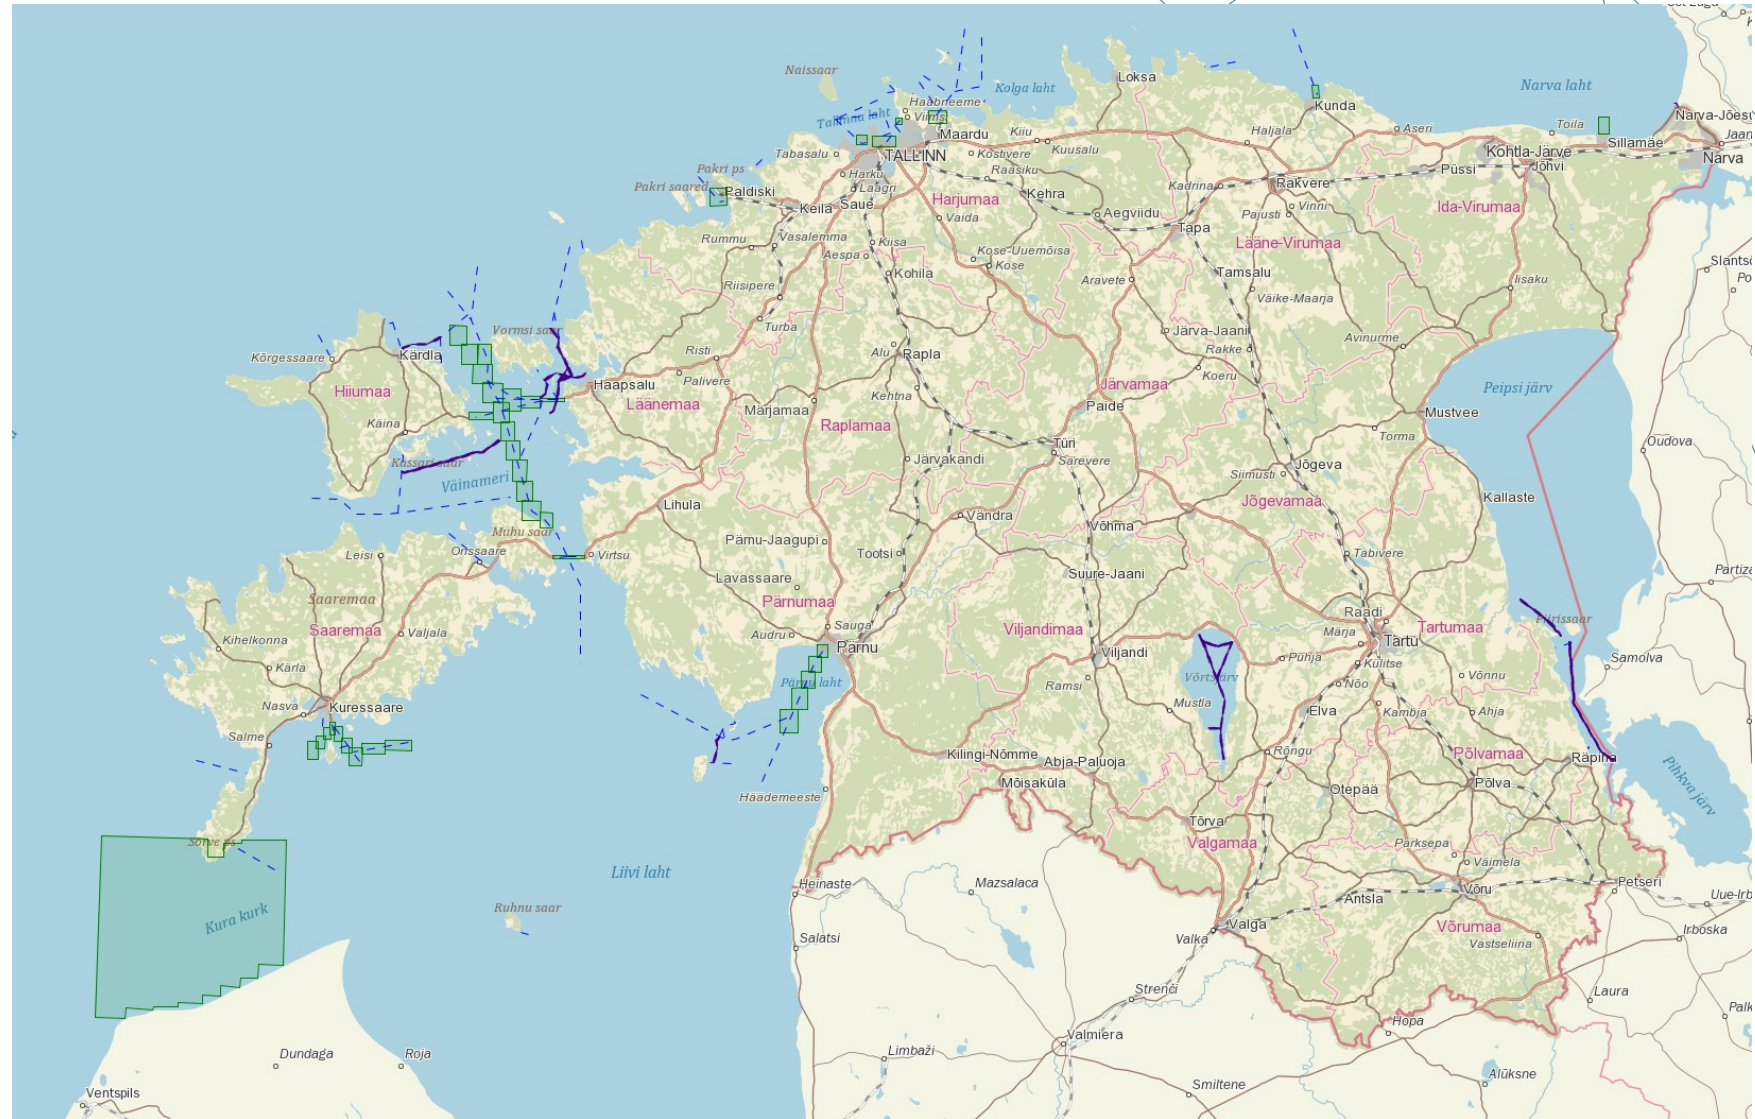 Naissaar
Loksa
Kolga laht
Narva laht
Haabneeme
Viimsi
Tallinna laht
Maardu
Kiiu
Kuusalu
Kunda
Haljala
Aseri
Toila
Sillamäe
Narva
Tabasalu
TALLINN
Kostivere
Raasiku
Kohtla-Järve
Jõhvi
Püssi
Pakri ps
Pakri saared
Paldiski
Harku
Laagri
Keila
Saue
Harjumaa
Kehra
Kadrina
Rakvere
Vinni
Pajusti
Ida-Virumaa
Vaida
Aegviidu
Tapa
Rummu
Vasalemma
Kiisa
Aespa
Kose-Uuemõisa
Kose
Lääne-Virumaa
Kohila
Aravete
Tamsalu
Väike-Maarja
Iisaku
Riisipere
Turba
Vormsi saar
Kõrgessaare
Kärdla
Risti
Alu
Rapla
Järva-Jaani
Rakke
Avinurme
Hiiumaa
Haapsalu
Palivere
Läänemaa
Märjamaa
Kehtna
Järvamaa
Koeru
Paide
Peipsi järv
Mustvee
Käina
Raplamaa
Torma
Türi
Särevere
Oudova
Kassari saar
Väinameri
Järvakandi
Siimusti
Jõgeva
Jõgevamaa
Kallaste
Lihula
Vändra
Võhma
Muhu saar
Orissaare
Leisi
Virtsu
Pärnu-Jaagupi
Tootsi
Tabivere
Lavassaare
Suure-Jaani
Saaremaa
Pärnumaa
Raadi
Saaremaa
Valjala
Sauga
Audru
Pärnu
Viljandimaa
Märja
Tartu
Tartumaa
Piirissaar
Kihelkonna
Viljandi
Puhja
Külitse
Samolva
Kärla
Ramsi
Võrtsjärv
Nõo
Võnnu
Pärnu laht
Nasva
Kuressaare
Mustla
Elva
Kambja
Ahja
Salme
Kilingi-Nõmme
Abja-Paluoja
Rõngu
Põlvamaa
Räpina
Mõisaküla
Otepää
Põlva
Pihkva järv
Häädemeeste
Tõrva
Valgamaa
Parksepa
Väimela
Sõrve ps
Liivi laht
Heinaste
Mazsalaca
Võru
Petseri
Antsla
Kura kurk
Ruhnu saar
Salatsi
Valka
Valga
Võrumaa
Vastseliina
Irboska
Strenči
Laura
Hopa
Valmiera
Dundaga
Roja
Limbaži
Smiltene
Alūksne
Ventspils